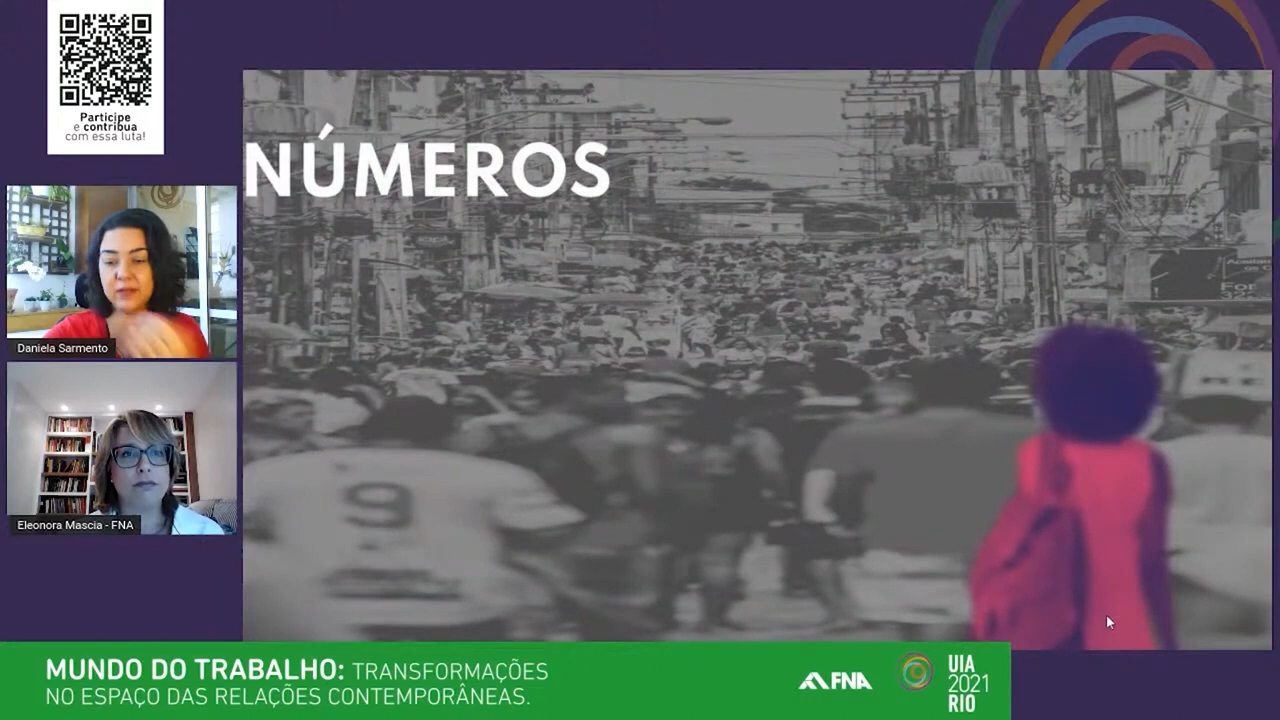 Participe
e contribua
com essa luta!
NÚMEROS
9
Daniela Sarmento
Eleonora Mascia - FNA
MUNDO DO TRABALHO: TRANSFORMAÇÕES
NO ESPAÇO DAS RELAÇÕES CONTEMPORÂNEAS.
FNA
UIA
2021
RIO